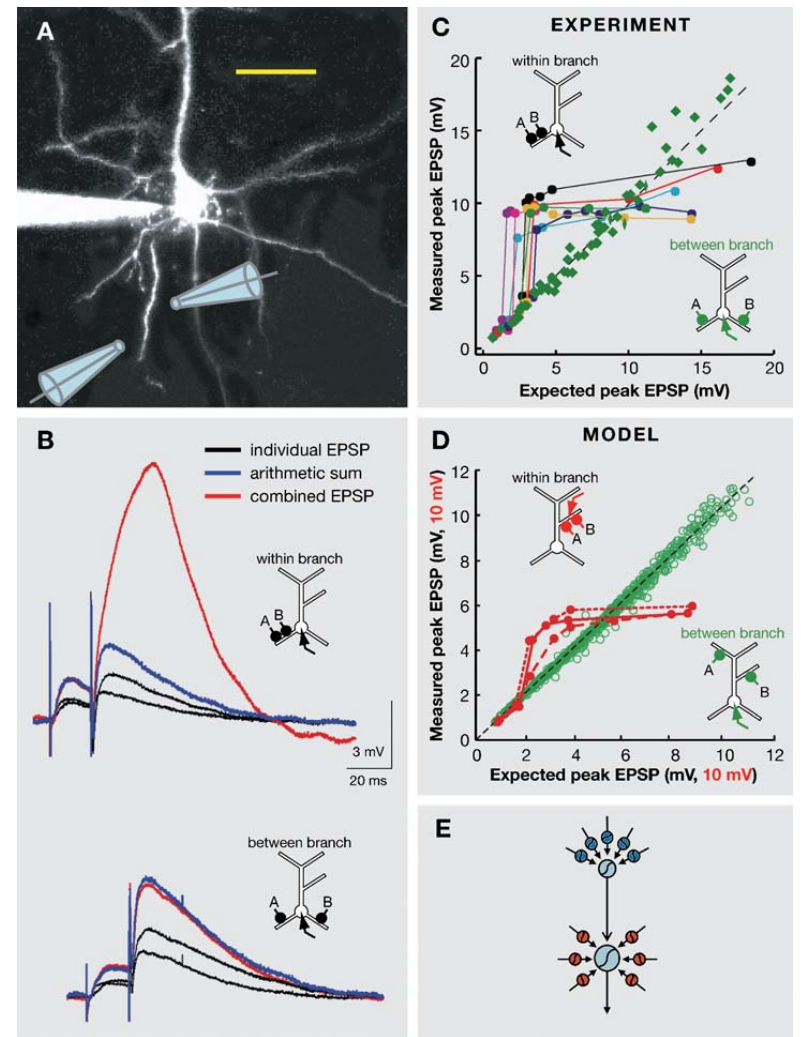 A
B
individual EPSP
arithmetic sum
combined EPSP
within branch
A
B
3 mV
20 ms
between branch
A
B
C
EXPERIMENT
Measured peak EPSP (mV)
20
15
10
5
0
within branch
A
B
between branch
A
B
0
5
10
15
20
Expected peak EPSP (mV)
D
MODEL
Measured peak EPSP (mV, 10 mV)
12
10
8
6
4
2
0
within branch
A
B
between branch
A
B
0
2
4
6
8
10
12
Expected peak EPSP (mV, 10 mV)
E